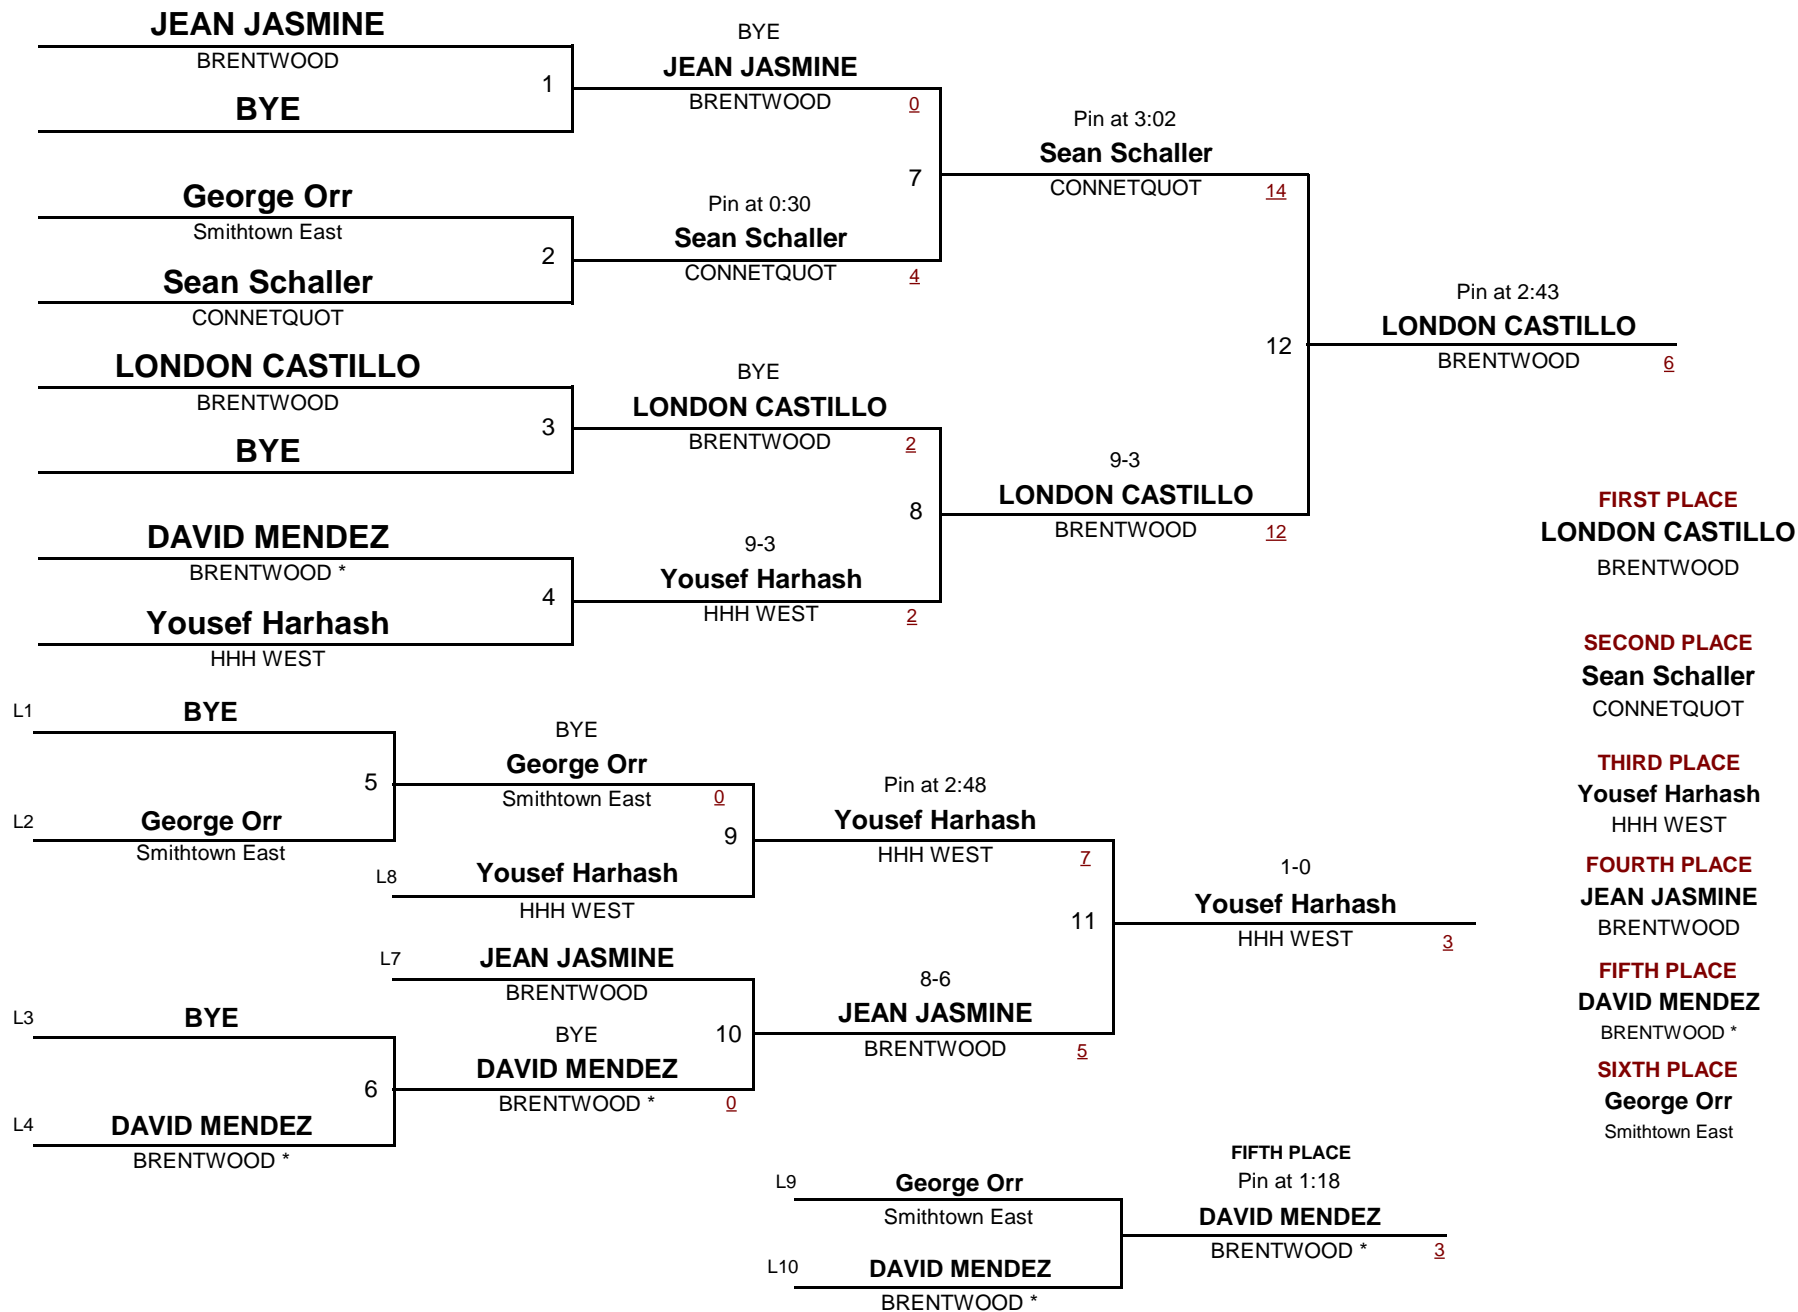 JEAN JASMINE
BRENTWOOD
1
BYE
George Orr
Smithtown East
2
Sean Schaller
CONNETQUOT
LONDON CASTILLO
BRENTWOOD
3
BYE
DAVID MENDEZ
BRENTWOOD *
4
Yousef Harhash
HHH WEST
BYE
JEAN JASMINE
BRENTWOOD 0
7
Pin at 0:30
Sean Schaller
CONNETQUOT 4
BYE
LONDON CASTILLO
BRENTWOOD 2
8
9-3
Yousef Harhash
HHH WEST 2
Pin at 3:02
Sean Schaller
CONNETQUOT 14
12
9-3
LONDON CASTILLO
BRENTWOOD 12
Pin at 2:43
LONDON CASTILLO
BRENTWOOD 6
L1 BYE
5
L2 George Orr
Smithtown East
BYE
George Orr
Smithtown East 0
9
L8 Yousef Harhash
HHH WEST
L7 JEAN JASMINE
BRENTWOOD
L3 BYE
6
L4 DAVID MENDEZ
BRENTWOOD *
BYE
10
DAVID MENDEZ
BRENTWOOD * 0
Pin at 2:48
Yousef Harhash
HHH WEST 7
11
8-6
JEAN JASMINE
BRENTWOOD 5
1-0
Yousef Harhash
HHH WEST 3
L9 George Orr
Smithtown East
L10 DAVID MENDEZ
BRENTWOOD *
FIFTH PLACE
Pin at 1:18
DAVID MENDEZ
BRENTWOOD * 3
FIRST PLACE
LONDON CASTILLO
BRENTWOOD
SECOND PLACE
Sean Schaller
CONNETQUOT
THIRD PLACE
Yousef Harhash
HHH WEST
FOURTH PLACE
JEAN JASMINE
BRENTWOOD
FIFTH PLACE
DAVID MENDEZ
BRENTWOOD *
SIXTH PLACE
George Orr
Smithtown East